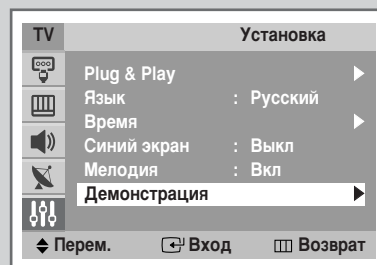 TV Установка
Plug & Play
Язык : Русский
Время
Синий экран : Выкл
Мелодия : Вкл
Демонстрация
Перем. Вход Возврат